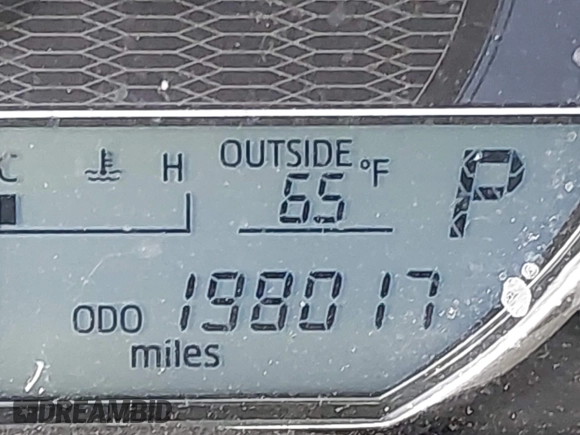 C H OUTSIDE °F P
65
ODO 198017
miles
DREAMBID